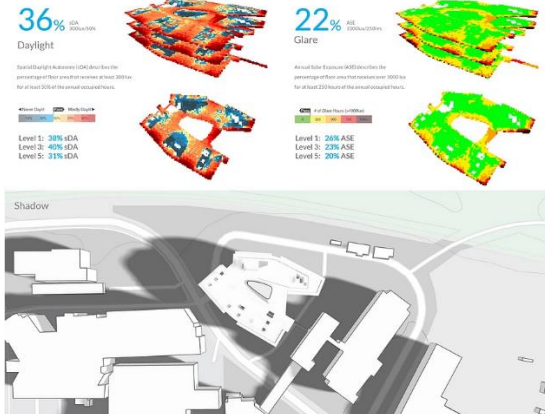 36% sDA
300lux/50%
Daylight
Spatial Daylight Autonomy (sDA) describes the
percentage of floor area that receives at least 300 lux
for at least 50% of the annual occupied hours.
Level 1: 38% sDA
Level 3: 40% sDA
Level 5: 31% sDA
22% ASE
1000lux/250hrs
Glare
Annual Solar Exposure (ASE) describes the
percentage of floor area that receives over 1000 lux
for at least 250 hours of the annual occupied hours.
Level 1: 26% ASE
Level 3: 23% ASE
Level 5: 20% ASE
Shadow